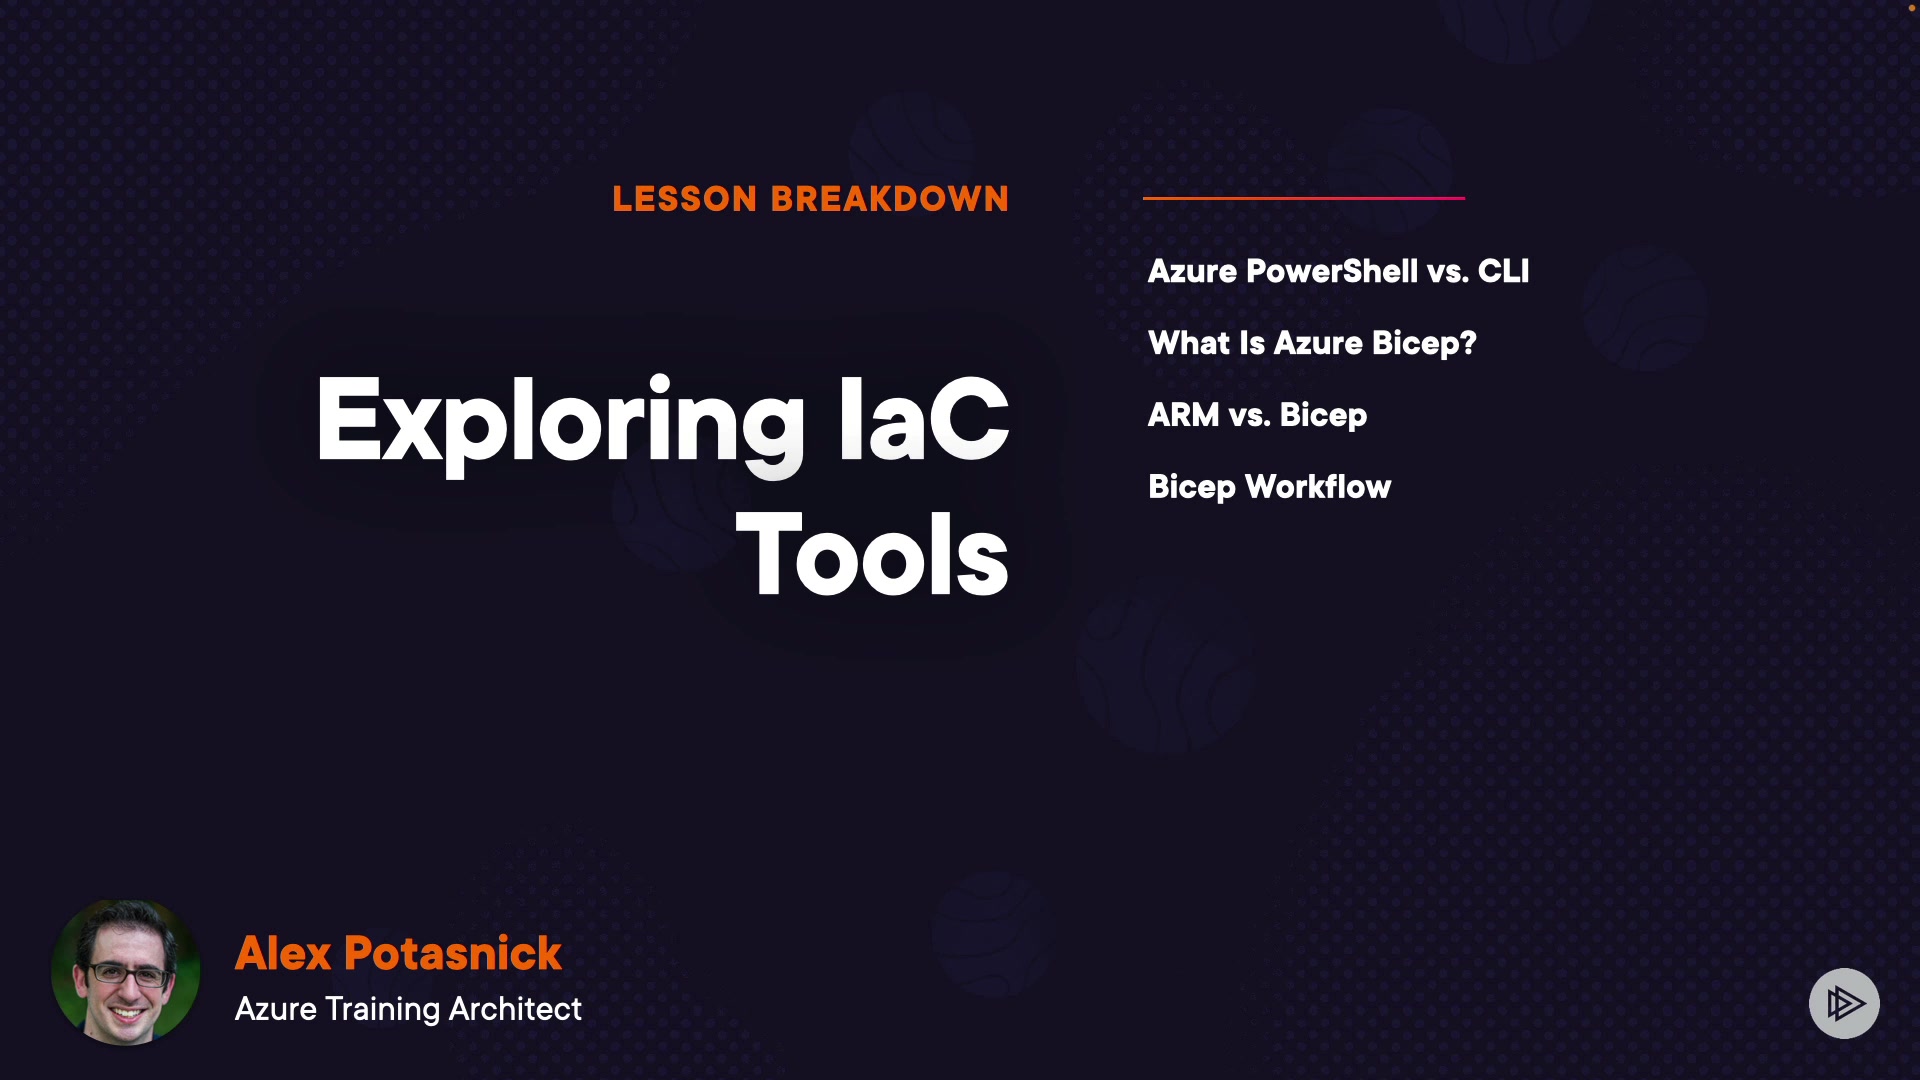 LESSON BREAKDOWN
Exploring IaC
Tools
Azure PowerShell vs. CLI
What Is Azure Bicep?
ARM vs. Bicep
Bicep Workflow
Alex Potasnick
Azure Training Architect